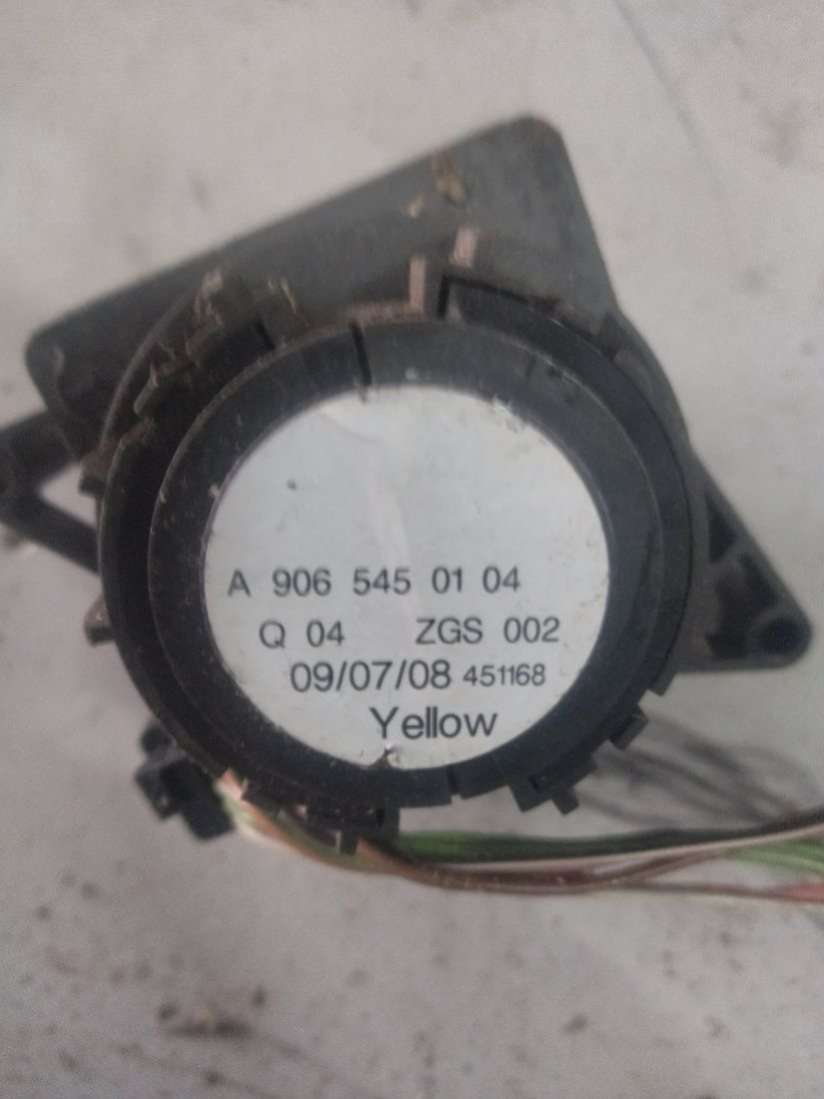 A 906 545 01 04
Q 04 ZGS 002
09/07/08 451168
Yellow